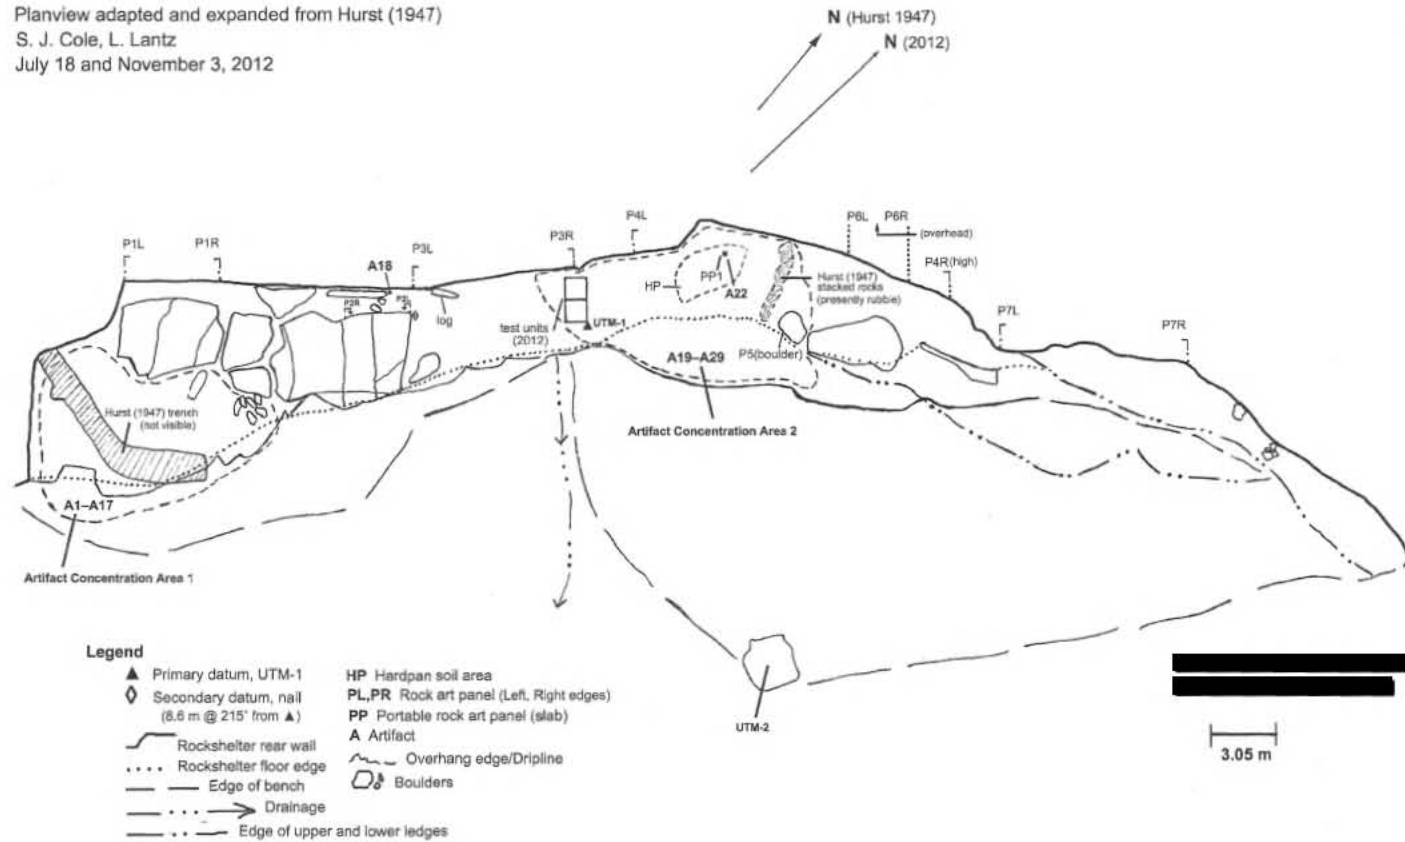 Planview adapted and expanded from Hurst (1947)
S. J. Cole, L. Lantz
July 18 and November 3, 2012
N (Hurst 1947)
N (2012)
P1L
P1R
A18
P3L
P3R
P4L
P6L
P6R
(overhead)
P4R(high)
P7L
P7R
P2R
P2L
log
test units
(2012)
UTM-1
HP
PP1
A22
Hurst (1947)
stacked rocks
(presently rubble)
P5(boulder)
A19–A29
Artifact Concentration Area 2
Hurst (1947) trench
(not visible)
A1–A17
Artifact Concentration Area 1
UTM-2
3.05 m
Legend
Primary datum, UTM-1
Secondary datum, nail
(8.6 m @ 215° from ▲)
Rockshelter rear wall
Rockshelter floor edge
Edge of bench
Drainage
Edge of upper and lower ledges
HP Hardpan soil area
PL,PR Rock art panel (Left, Right edges)
PP Portable rock art panel (slab)
A Artifact
Overhang edge/Dripline
Boulders